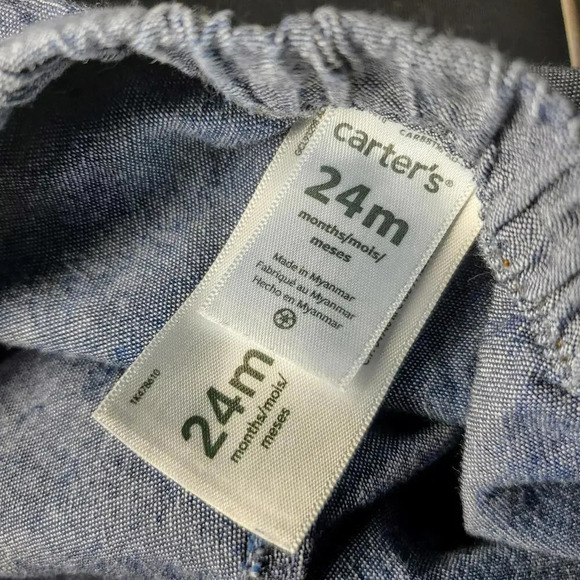 carter's®
24m
months/mois/
meses
Made in Myanmar
Fabriqué au Myanmar
Hecho en Myanmar
24m
months/mois/
meses